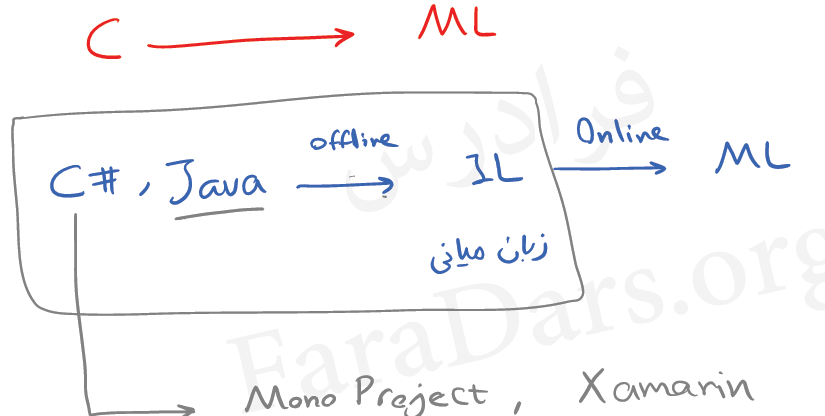 C → ML
offline Online
C#, Java → IL → ML
زبان میانی
Mono Project, Xamarin
فرادرس
FaraDars.org